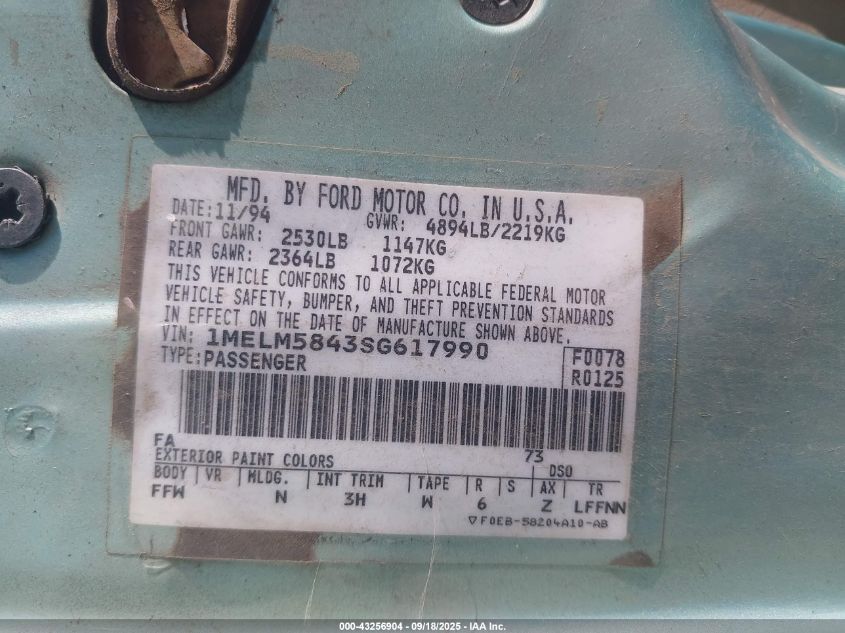 MFD. BY FORD MOTOR CO. IN U.S.A.
DATE: 11/94 GVWR: 4894LB/2219KG
FRONT GAWR: 2530LB 1147KG
REAR GAWR: 2364LB 1072KG
THIS VEHICLE CONFORMS TO ALL APPLICABLE FEDERAL MOTOR
VEHICLE SAFETY, BUMPER, AND THEFT PREVENTION STANDARDS
IN EFFECT ON THE DATE OF MANUFACTURE SHOWN ABOVE.
VIN: 1MELM5843SG617990
TYPE: PASSENGER
F0078
R0125
FA 73
EXTERIOR PAINT COLORS DSO
BODY VR MLDG. INT TRIM TAPE R S AX TR
FFW N 3H W 6 Z LFFNN
▽F0EB-58204A10-AB
000-43256904 - 09/18/2025 - IAA Inc.